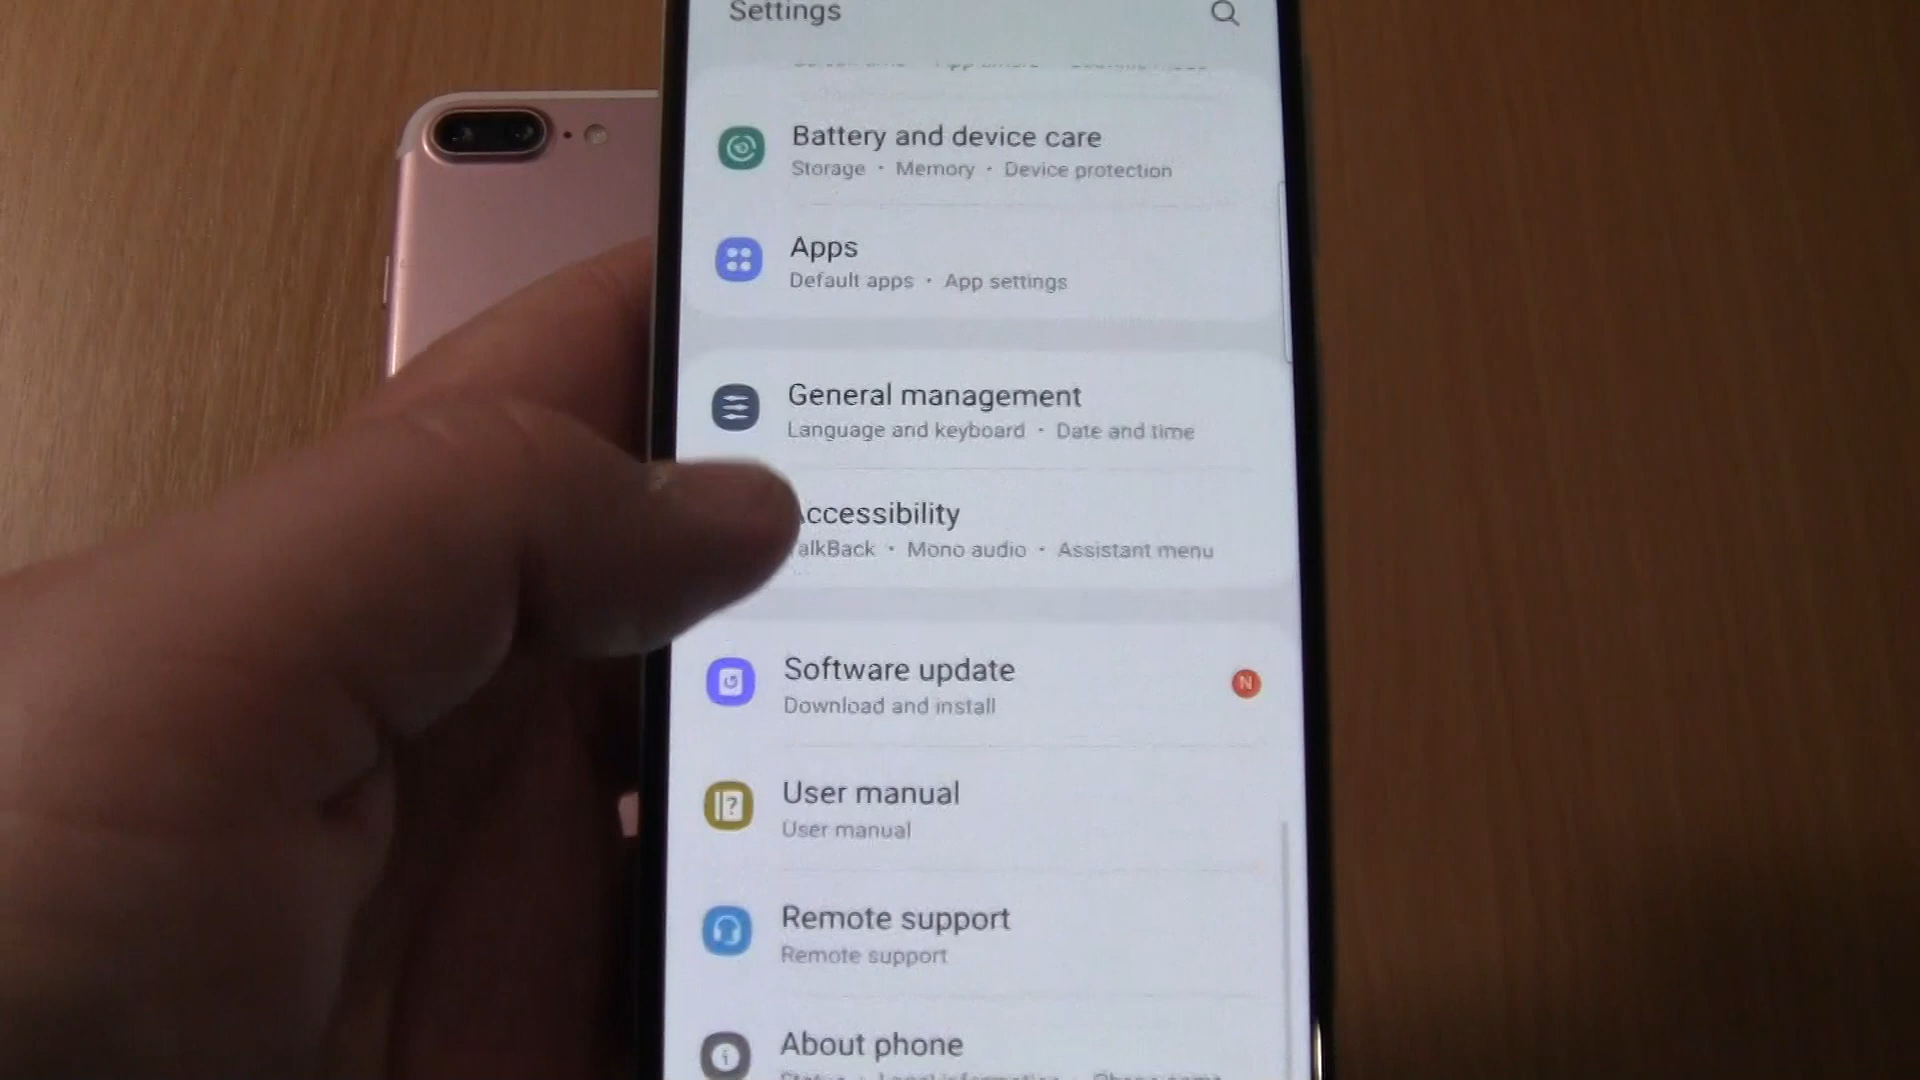 Settings
Battery and device care
Storage • Memory • Device protection
Apps
Default apps • App settings
General management
Language and keyboard • Date and time
ccessibility
alkBack • Mono audio • Assistant menu
Software update
N
Download and install
User manual
User manual
Remote support
Remote support
About phone